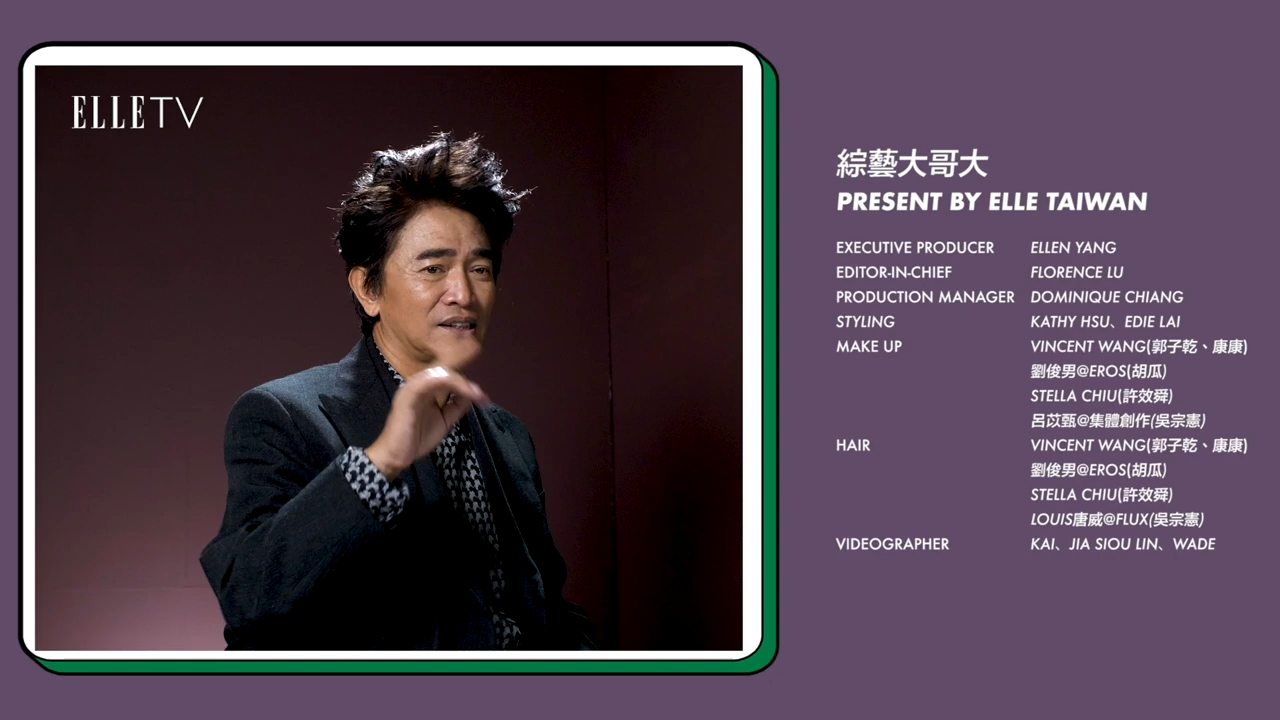 ELLE TV
綜藝大哥大
PRESENT BY ELLE TAIWAN
EXECUTIVE PRODUCER ELLEN YANG
EDITOR-IN-CHIEF FLORENCE LU
PRODUCTION MANAGER DOMINIQUE CHIANG
STYLING KATHY HSU、EDIE LAI
MAKE UP VINCENT WANG(郭子乾、康康)
劉俊男@EROS(胡瓜)
STELLA CHIU(許效舜)
呂苡甄@集體創作(吳宗憲)
HAIR VINCENT WANG(郭子乾、康康)
劉俊男@EROS(胡瓜)
STELLA CHIU(許效舜)
LOUIS唐威@FLUX(吳宗憲)
VIDEOGRAPHER KAI、JIA SIOU LIN、WADE